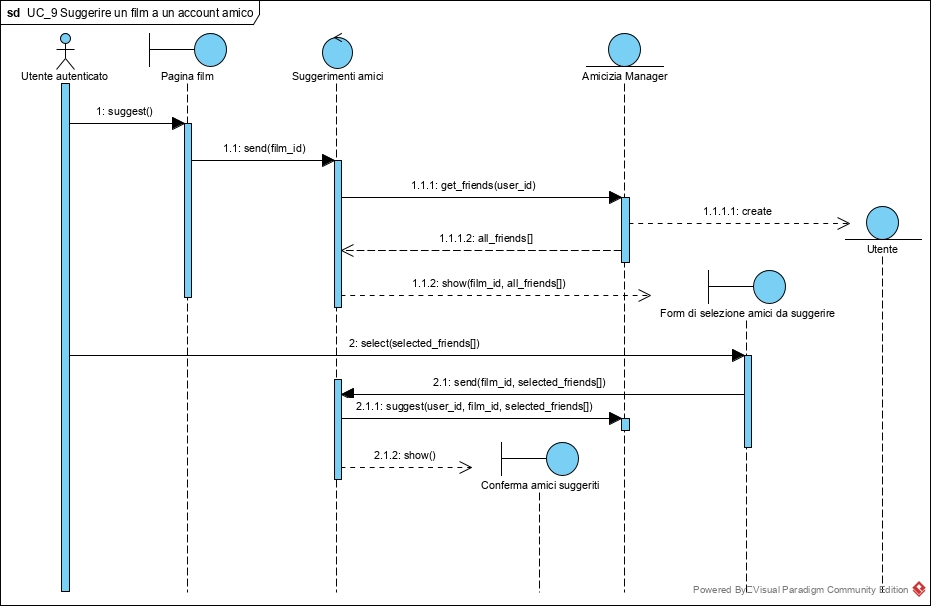 sd UC_9 Suggerire un film a un account amico
Utente autenticato
Pagina film
Suggerimenti amici
Amicizia Manager
1: suggest()
1.1: send(film_id)
1.1.1: get_friends(user_id)
1.1.1.1: create
Utente
1.1.1.2: all_friends[]
1.1.2: show(film_id, all_friends[])
Form di selezione amici da suggerire
2: select(selected_friends[])
2.1: send(film_id, selected_friends[])
2.1.1: suggest(user_id, film_id, selected_friends[])
2.1.2: show()
Conferma amici suggeriti
Powered By Visual Paradigm Community Edition